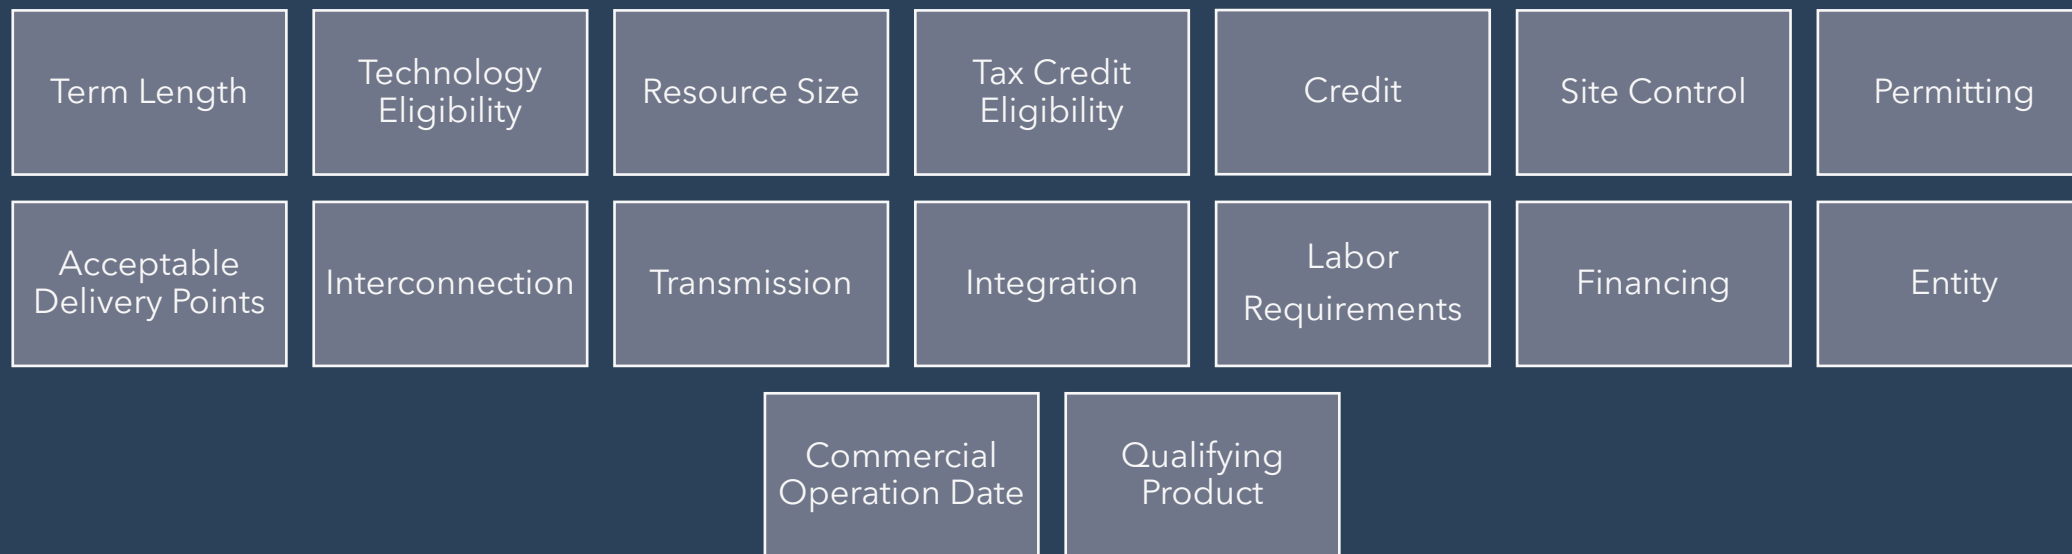 Term Length
Technology
Eligibility
Resource Size
Tax Credit
Eligibility
Credit
Site Control
Permitting
Acceptable
Delivery Points
Interconnection
Transmission
Integration
Labor
Requirements
Financing
Entity
Commercial
Operation Date
Qualifying
Product